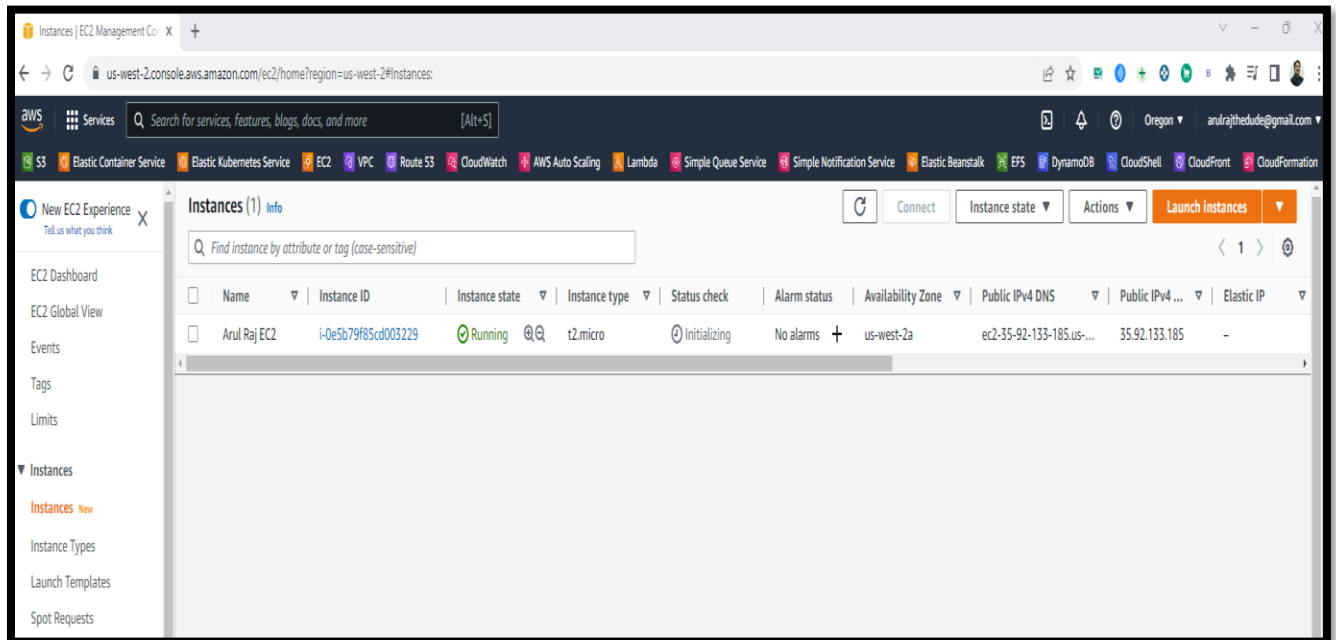 Instances | EC2 Management Con
us-west-2.console.aws.amazon.com/ec2/home?region=us-west-2#Instances:
aws Services Search for services, features, blogs, docs, and more [Alt+S] Oregon ▼ arulrajthedude@gmail.com ▼
S3 Elastic Container Service Elastic Kubernetes Service EC2 VPC Route 53 CloudWatch AWS Auto Scaling Lambda Simple Queue Service Simple Notification Service Elastic Beanstalk EFS DynamoDB CloudShell CloudFront CloudFormation
New EC2 Experience X
Tell us what you think
EC2 Dashboard
EC2 Global View
Events
Tags
Limits
▼ Instances
Instances New
Instance Types
Launch Templates
Spot Requests
Instances (1) Info Connect Instance state ▼ Actions ▼ Launch instances ▼
Find instance by attribute or tag (case-sensitive) < 1 >
Name Instance ID Instance state Instance type Status check Alarm status Availability Zone Public IPv4 DNS Public IPv4 ... Elastic IP
Arul Raj EC2 i-0e5b79f85cd003229 Running t2.micro Initializing No alarms + us-west-2a ec2-35-92-133-185.us-... 35.92.133.185 –